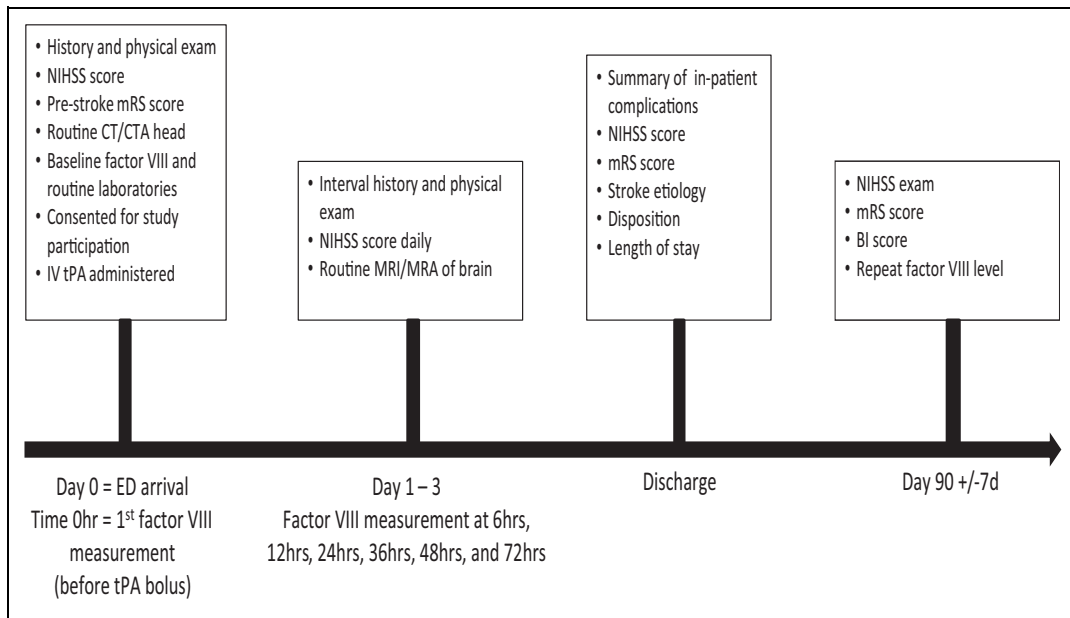 • History and physical exam
• NIHSS score
• Pre-stroke mRS score
• Routine CT/CTA head
• Baseline factor VIII and
routine laboratories
• Consented for study
participation
• IV tPA administered
• Interval history and physical
exam
• NIHSS score daily
• Routine MRI/MRA of brain
• Summary of in-patient
complications
• NIHSS score
• mRS score
• Stroke etiology
• Disposition
• Length of stay
• NIHSS exam
• mRS score
• BI score
• Repeat factor VIII level
Day 0 = ED arrival
Time 0hr = 1st factor VIII
measurement
(before tPA bolus)
Day 1 – 3
Factor VIII measurement at 6hrs,
12hrs, 24hrs, 36hrs, 48hrs, and 72hrs
Discharge
Day 90 +/-7d